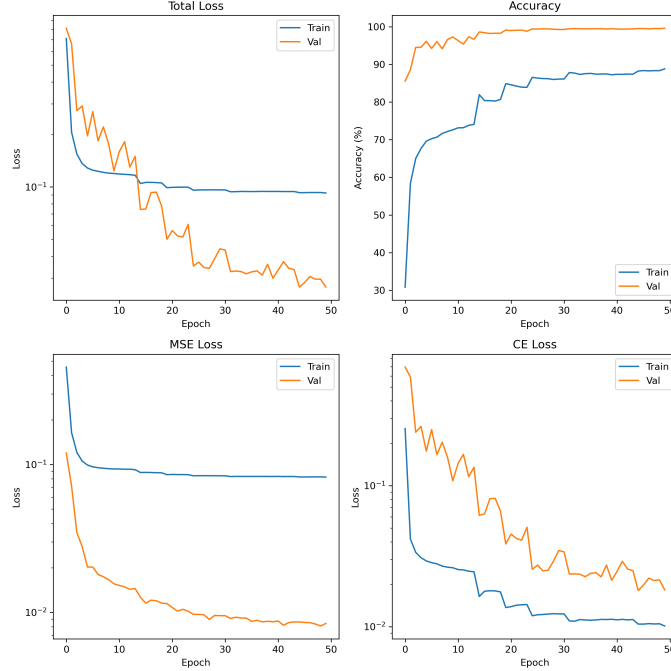 Total Loss
Loss
10⁻¹
Train
Val
0 10 20 30 40 50
Epoch
Accuracy
Accuracy (%)
100
90
80
70
60
50
40
30
Train
Val
0 10 20 30 40 50
Epoch
MSE Loss
Loss
10⁻¹
10⁻²
Train
Val
0 10 20 30 40 50
Epoch
CE Loss
Loss
10⁻¹
10⁻²
Train
Val
0 10 20 30 40 50
Epoch